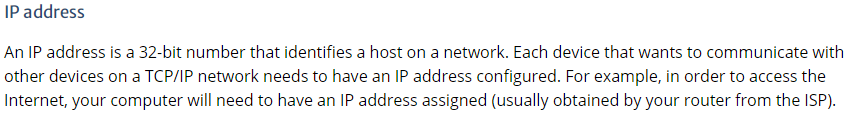 IP address
An IP address is a 32-bit number that identifies a host on a network. Each device that wants to communicate with
other devices on a TCP/IP network needs to have an IP address configured. For example, in order to access the
Internet, your computer will need to have an IP address assigned (usually obtained by your router from the ISP).